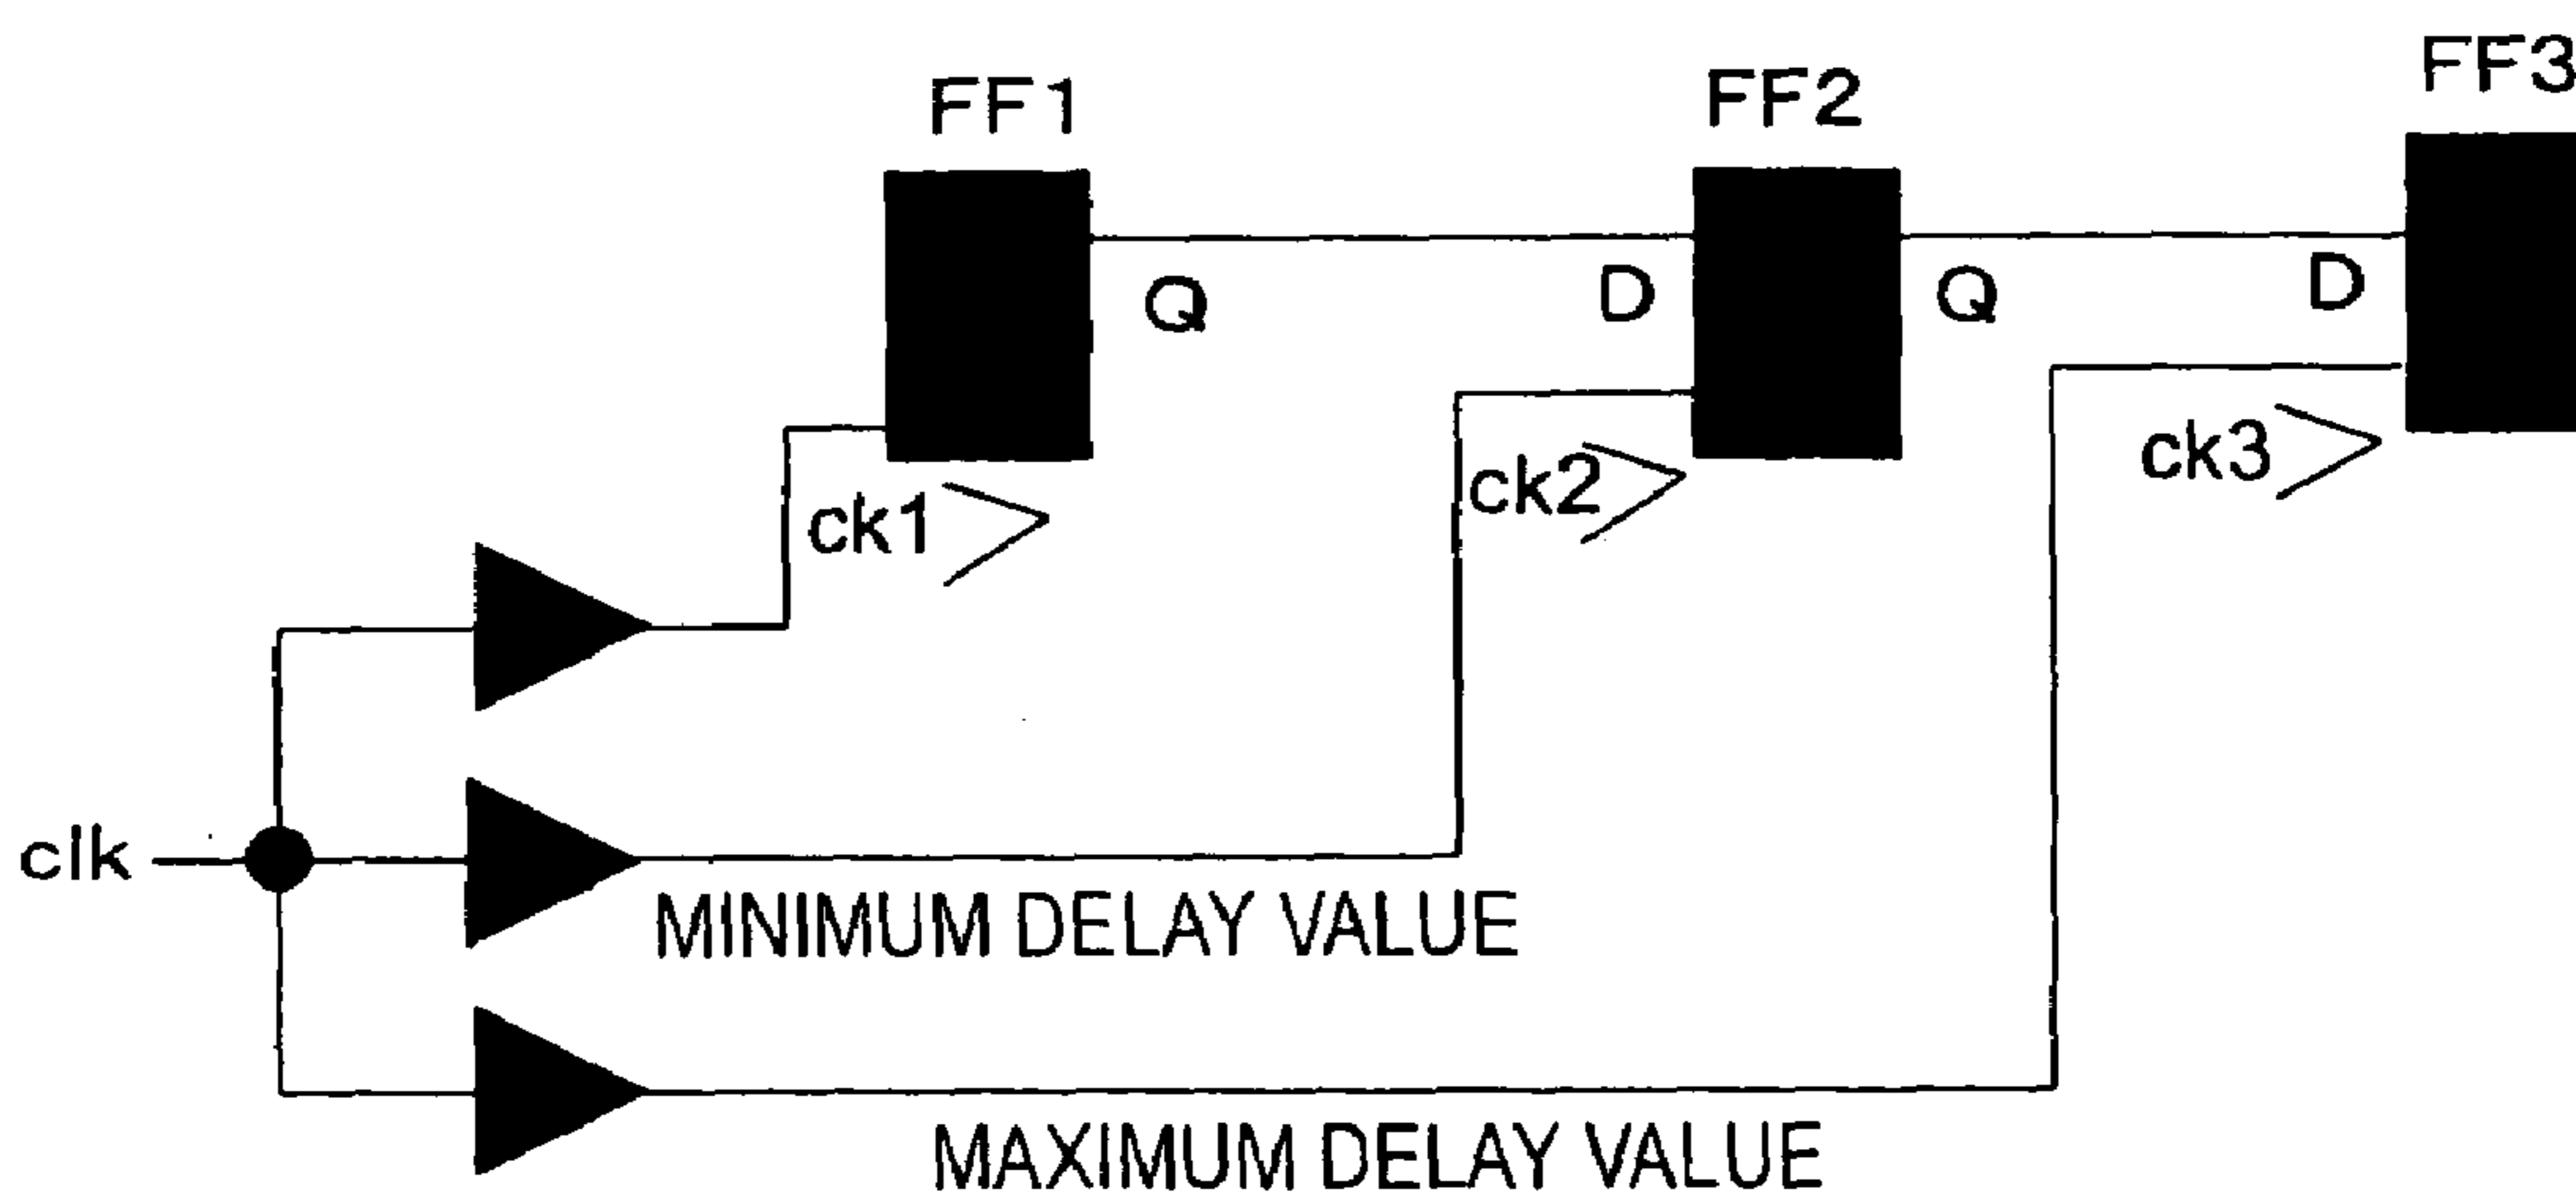 FF1
FF2
FF3
Q
D
Q
D
ck1
ck2
ck3
clk
MINIMUM DELAY VALUE
MAXIMUM DELAY VALUE